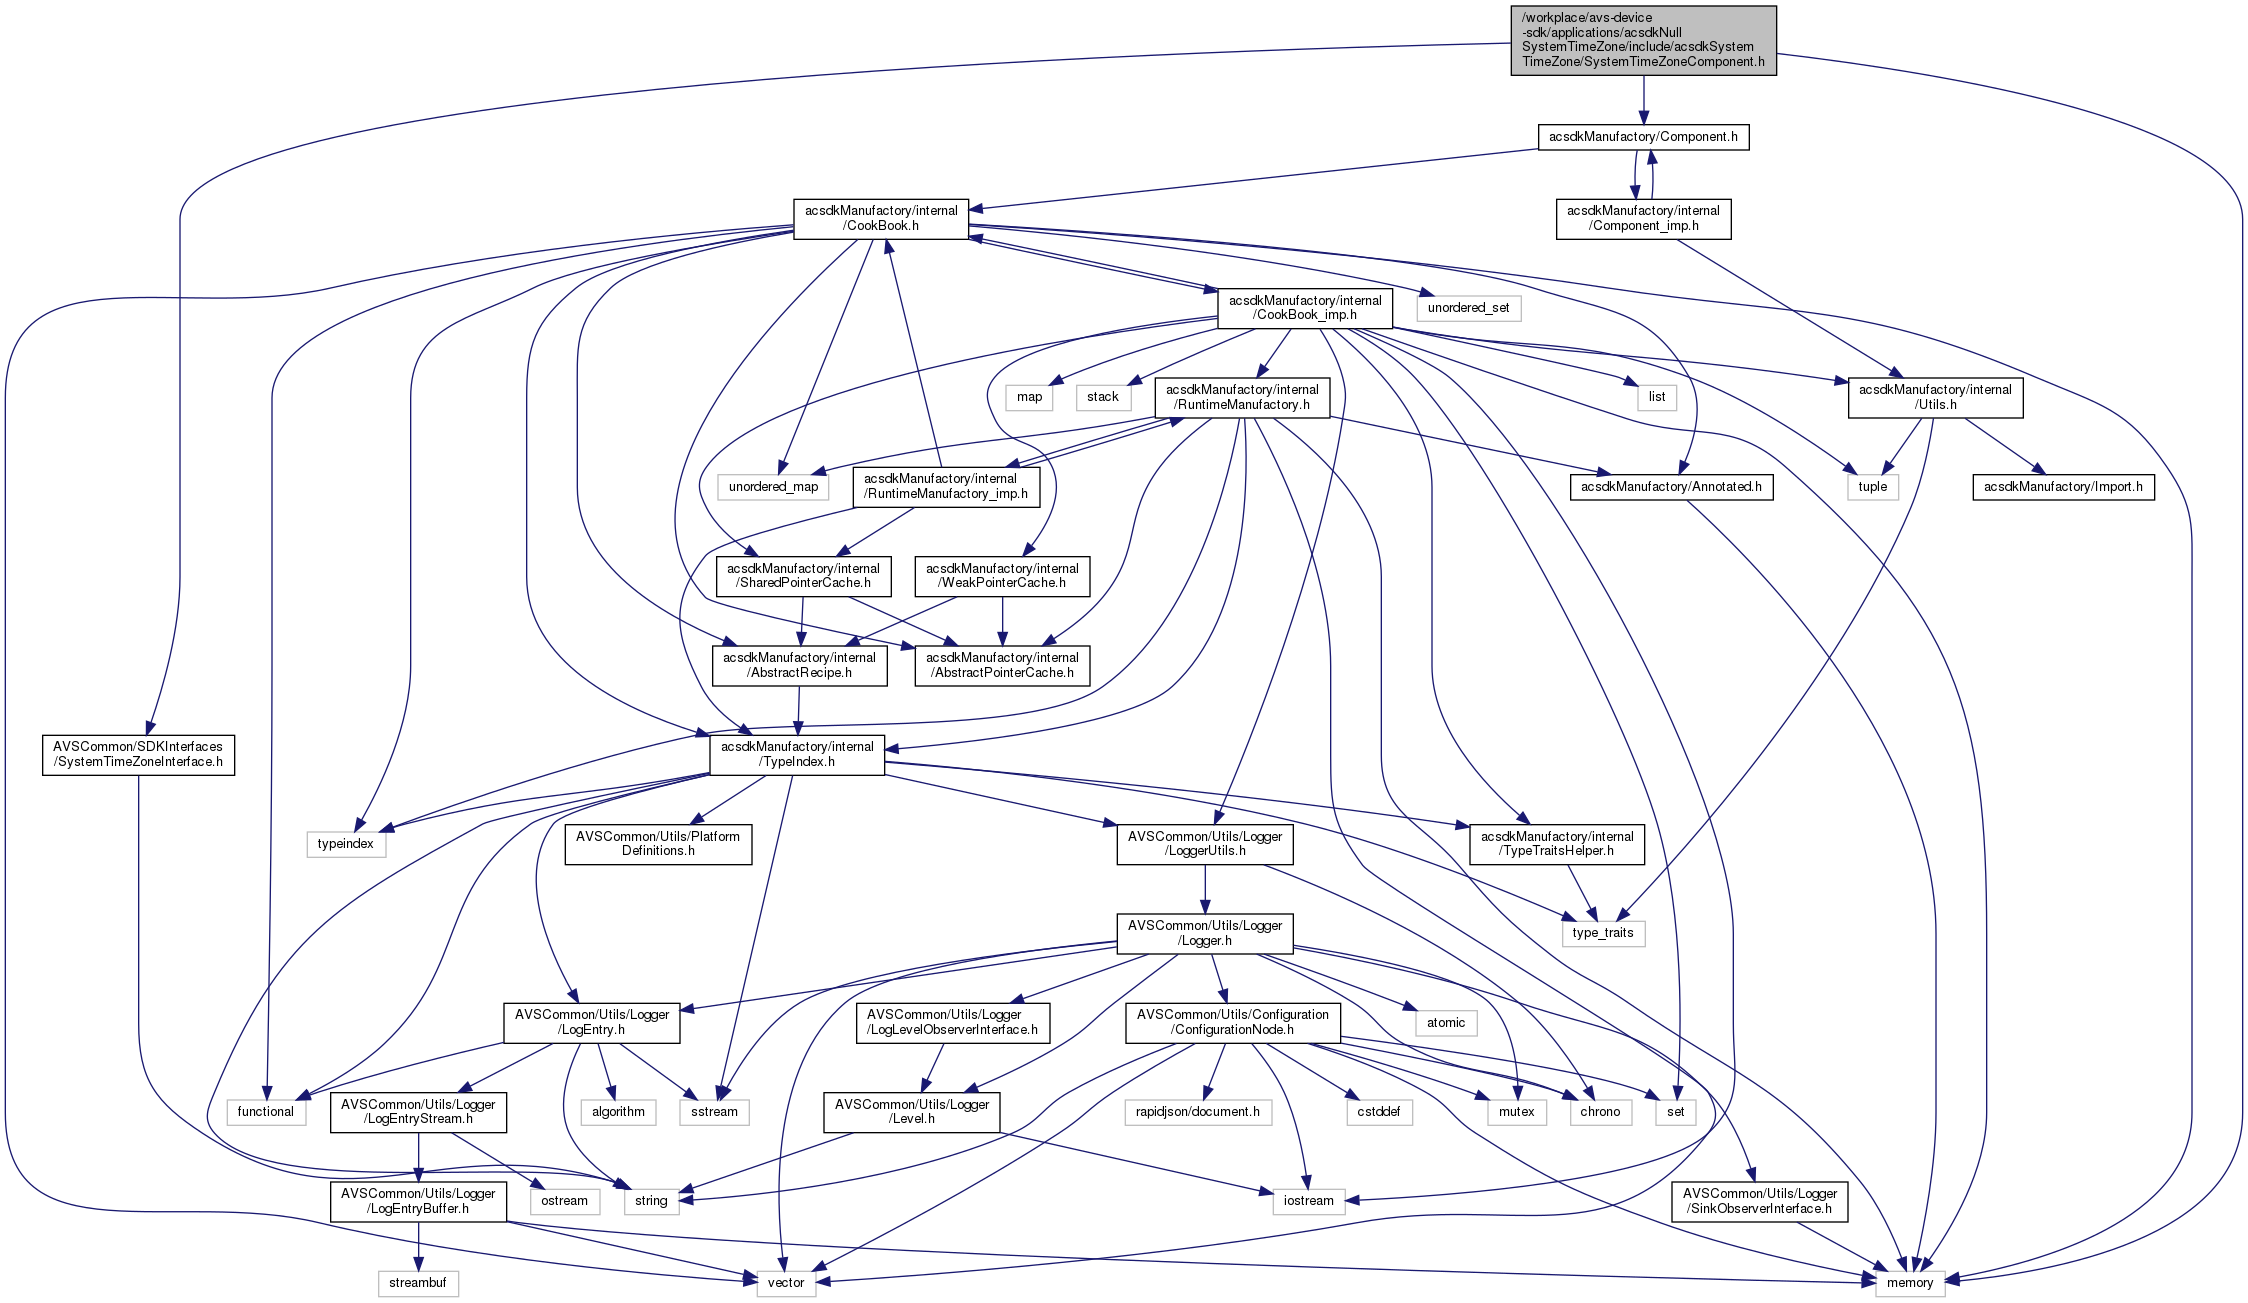 /workplace/avs-device
-sdk/applications/acsdkNull
SystemTimeZone/include/acsdkSystem
TimeZone/SystemTimeZoneComponent.h
acsdkManufactory/Component.h
acsdkManufactory/internal
/CookBook.h
acsdkManufactory/internal
/Component_imp.h
acsdkManufactory/internal
/CookBook_imp.h
unordered_set
map
stack
acsdkManufactory/internal
/RuntimeManufactory.h
list
acsdkManufactory/internal
/Utils.h
unordered_map
acsdkManufactory/internal
/RuntimeManufactory_imp.h
acsdkManufactory/Annotated.h
tuple
acsdkManufactory/Import.h
acsdkManufactory/internal
/SharedPointerCache.h
acsdkManufactory/internal
/WeakPointerCache.h
acsdkManufactory/internal
/AbstractRecipe.h
acsdkManufactory/internal
/AbstractPointerCache.h
AVSCommon/SDKInterfaces
/SystemTimeZoneInterface.h
acsdkManufactory/internal
/TypeIndex.h
typeindex
AVSCommon/Utils/Platform
Definitions.h
AVSCommon/Utils/Logger
/LoggerUtils.h
acsdkManufactory/internal
/TypeTraitsHelper.h
AVSCommon/Utils/Logger
/Logger.h
type_traits
AVSCommon/Utils/Logger
/LogEntry.h
AVSCommon/Utils/Logger
/LogLevelObserverInterface.h
AVSCommon/Utils/Configuration
/ConfigurationNode.h
atomic
functional
AVSCommon/Utils/Logger
/LogEntryStream.h
algorithm
sstream
AVSCommon/Utils/Logger
/Level.h
rapidjson/document.h
cstddef
mutex
chrono
set
AVSCommon/Utils/Logger
/LogEntryBuffer.h
ostream
string
iostream
AVSCommon/Utils/Logger
/SinkObserverInterface.h
streambuf
vector
memory